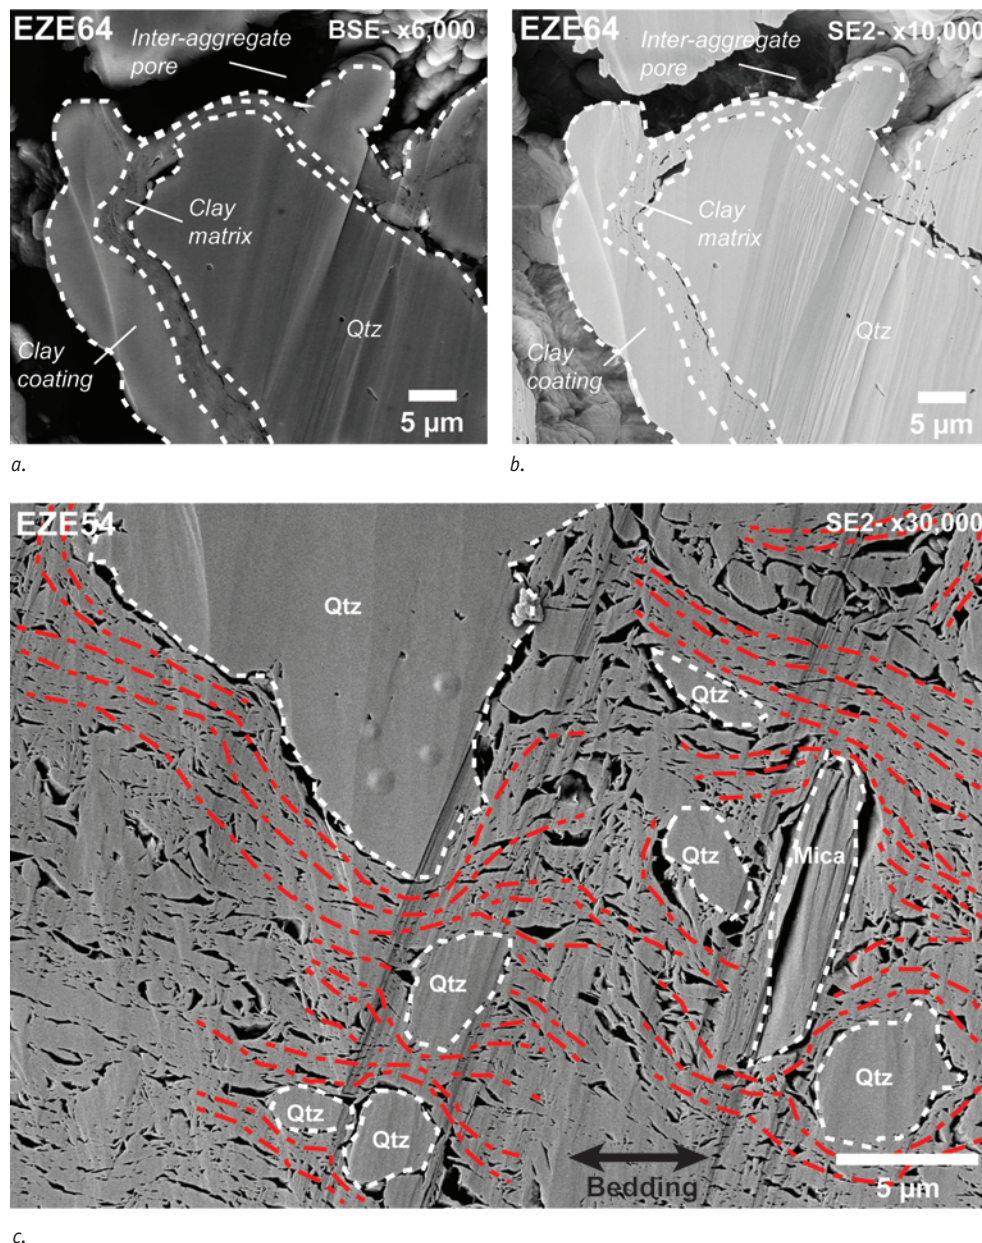 EZE64
BSE- x6,000
Inter-aggregate
pore
Clay
matrix
Qtz
Clay
coating
5 µm
a.
EZE64
SE2- x10,000
Inter-aggregate
pore
Clay
matrix
Qtz
Clay
coating
5 µm
b.
EZE54
SE2- x30,000
Qtz
Qtz
Qtz
Mica
Qtz
Qtz
Qtz
Qtz
Bedding
5 µm
c.